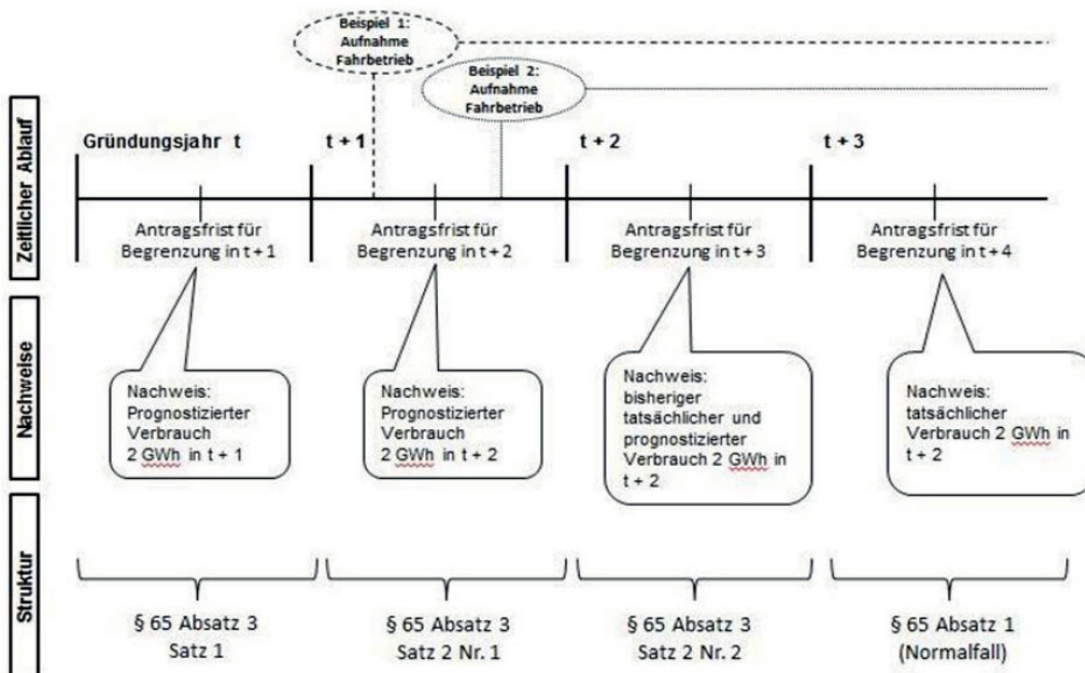 Beispiel 1:
Aufnahme
Fahrbetrieb
Beispiel 2:
Aufnahme
Fahrbetrieb
Zeitlicher Ablauf
Gründungsjahr t
t + 1
t + 2
t + 3
Antragsfrist für
Begrenzung in t + 1
Antragsfrist für
Begrenzung in t + 2
Antragsfrist für
Begrenzung in t + 3
Antragsfrist für
Begrenzung in t + 4
Nachweise
Nachweis:
Prognostizierter
Verbrauch
2 GWh in t + 1
Nachweis:
Prognostizierter
Verbrauch
2 GWh in t + 2
Nachweis:
bisheriger
tatsächlicher und
prognostizierter
Verbrauch 2 GWh in
t + 2
Nachweis:
tatsächlicher
Verbrauch 2 GWh in
t + 2
Struktur
§ 65 Absatz 3
Satz 1
§ 65 Absatz 3
Satz 2 Nr. 1
§ 65 Absatz 3
Satz 2 Nr. 2
§ 65 Absatz 1
(Normalfall)